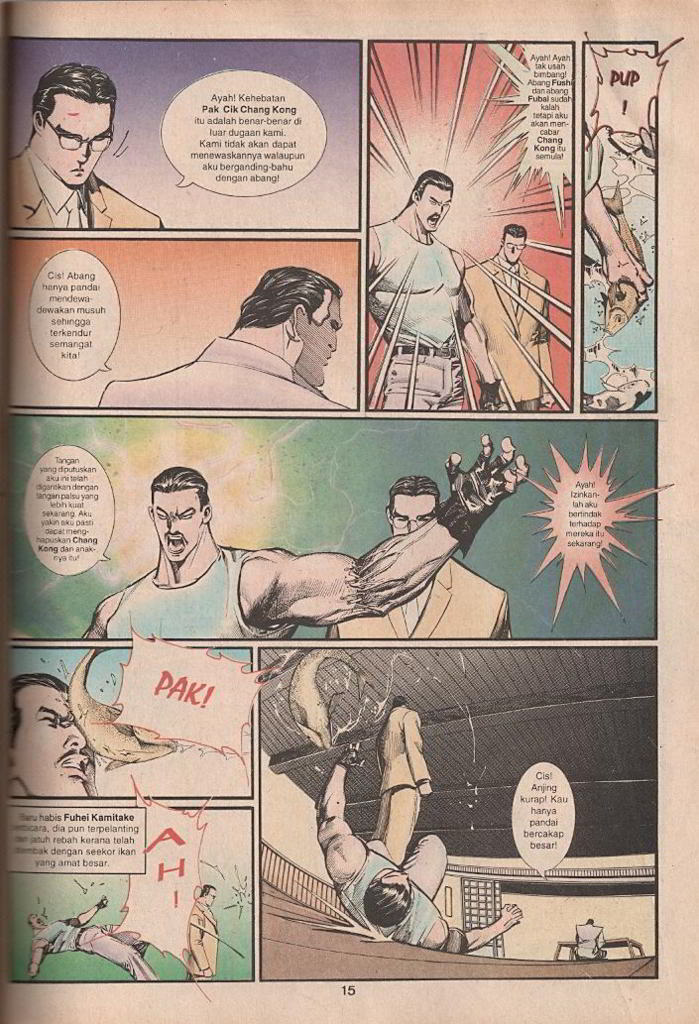 Ayah! Kehebatan
Pak Cik Chang Kong
itu adalah benar-benar di
luar dugaan kami.
Kami tidak akan dapat
menewaskannya walaupun
aku berganding-bahu
dengan abang!
Cis! Abang
hanya pandai
mendewa-
dewakan musuh
sehingga
terkendur
semangat
kita!
Ayah! Ayah
tak usah
bimbang!
Abang Fushi
dan abang
Fubai sudah
kalah
tetapi aku
akan men-
cabar
Chang
Kong itu
semula!
PUP
!
Tangan
yang diputuskan
aku ini telah
digantikan dengan
tangan palsu yang
lebih kuat
sekarang. Aku
yakin aku pasti
dapat meng-
hapuskan Chang
Kong dan anak-
nya itu!
Ayah!
Izinkan-
lah aku
bertindak
terhadap
mereka itu
sekarang!
PAK!
Baru habis Fuhei Kamitake
bicara, dia pun terpelanting
dan jatuh rebah kerana telah
ditembak dengan seekor ikan
yang amat besar.
AH!
Cis!
Anjing
kurap! Kau
hanya
pandai
bercakap
besar!
15